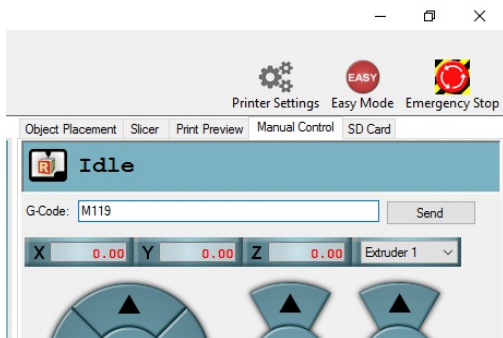 EASY
Printer Settings Easy Mode Emergency Stop
Object Placement Slicer Print Preview Manual Control SD Card
R Idle
G-Code: M119 Send
X 0.00 Y 0.00 Z 0.00 Extruder 1